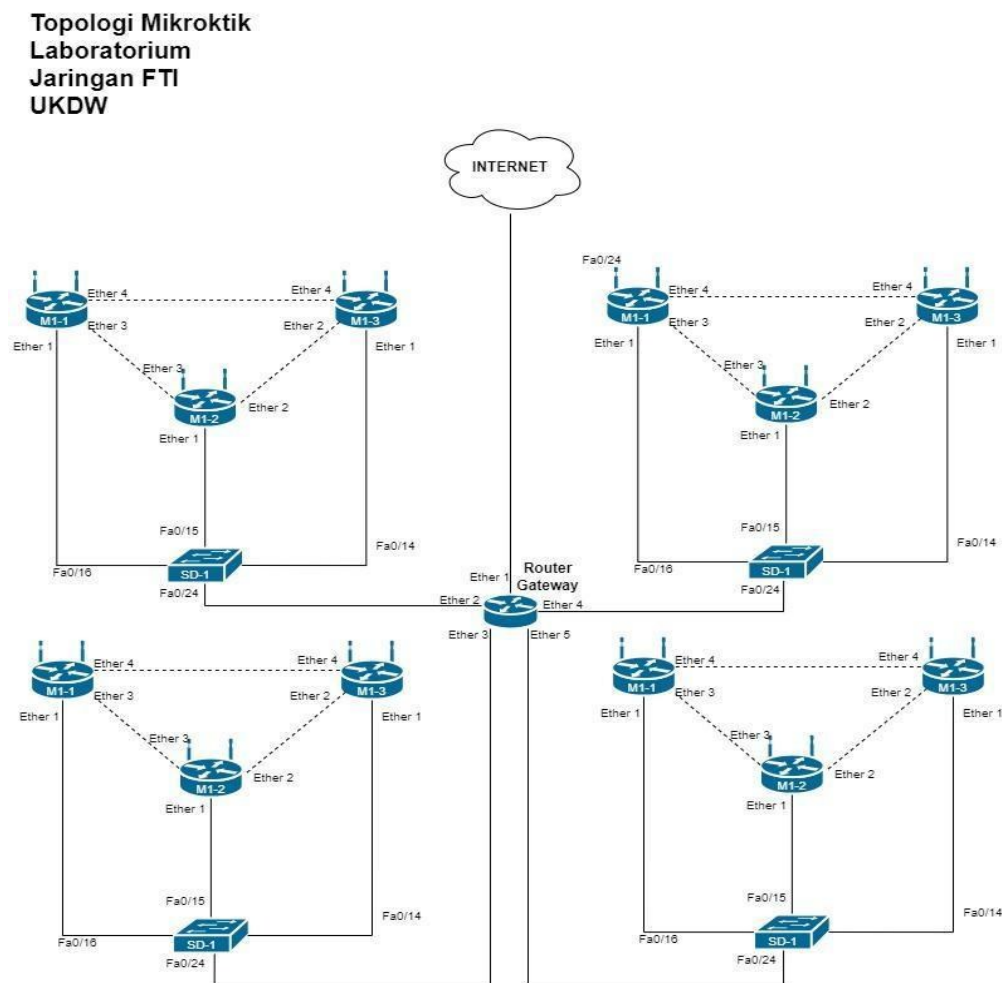 Topologi Mikroktik
Laboratorium
Jaringan FTI
UKDW
INTERNET
Ether 4
Ether 4
M1-1
M1-3
Ether 3
Ether 2
Ether 1
Ether 1
Ether 3
Ether 2
M1-2
Ether 1
Fa0/15
Fa0/14
Fa0/16
SD-1
Fa0/24
Fa0/24
Ether 4
Ether 4
M1-1
M1-3
Ether 3
Ether 2
Ether 1
Ether 1
Ether 3
Ether 2
M1-2
Ether 1
Fa0/15
Fa0/14
Fa0/16
SD-1
Fa0/24
Router
Gateway
Ether 1
Ether 2
Ether 4
Ether 3
Ether 5
Ether 4
Ether 4
M1-1
M1-3
Ether 3
Ether 2
Ether 1
Ether 1
Ether 3
Ether 2
M1-2
Ether 1
Fa0/15
Fa0/14
Fa0/16
SD-1
Fa0/24
Ether 4
Ether 4
M1-1
M1-3
Ether 3
Ether 2
Ether 1
Ether 1
Ether 3
Ether 2
M1-2
Ether 1
Fa0/15
Fa0/14
Fa0/16
SD-1
Fa0/24